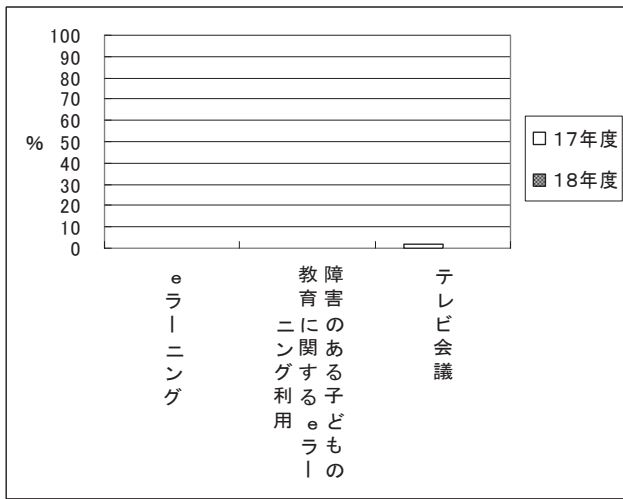 100
90
80
70
60
% 50
40
30
20
10
0
17年度
18年度
eラーニング
障害のある子どもの
教育に関するeラー
ニング利用
テレビ会議